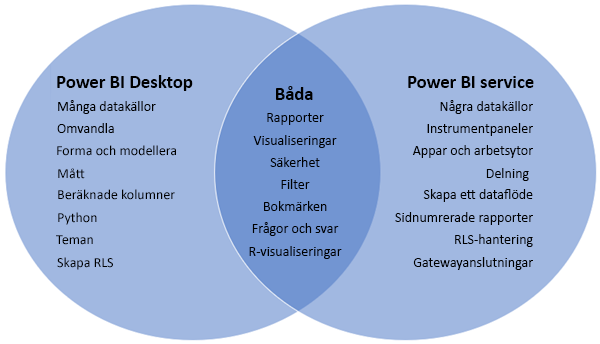 Power BI Desktop
Många datakällor
Omvandla
Forma och modellera
Mått
Beräknade kolumner
Python
Teman
Skapa RLS
Båda
Rapporter
Visualiseringar
Säkerhet
Filter
Bokmärken
Frågor och svar
R-visualiseringar
Power BI service
Några datakällor
Instrumentpaneler
Appar och arbetsytor
Delning
Skapa ett dataflöde
Sidnumrerade rapporter
RLS-hantering
Gatewayanslutningar